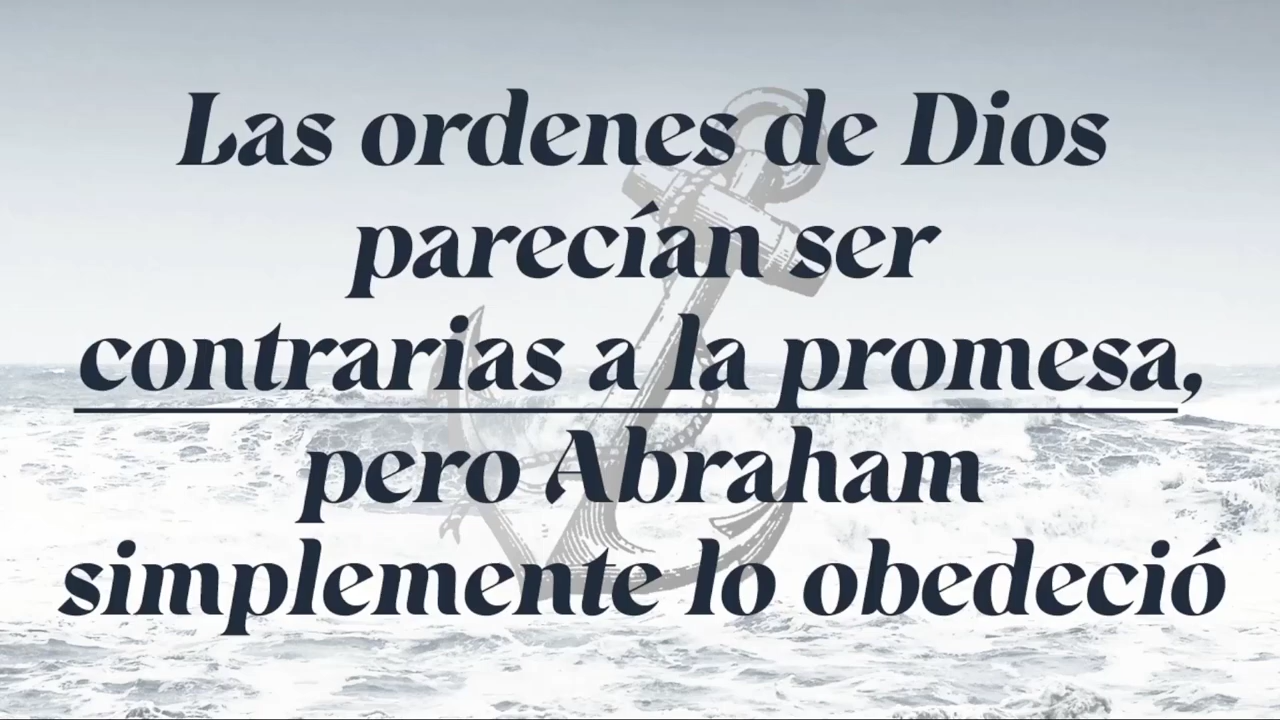 Las ordenes de Dios
parecían ser
contrarias a la promesa,
pero Abraham
simplemente lo obedeció